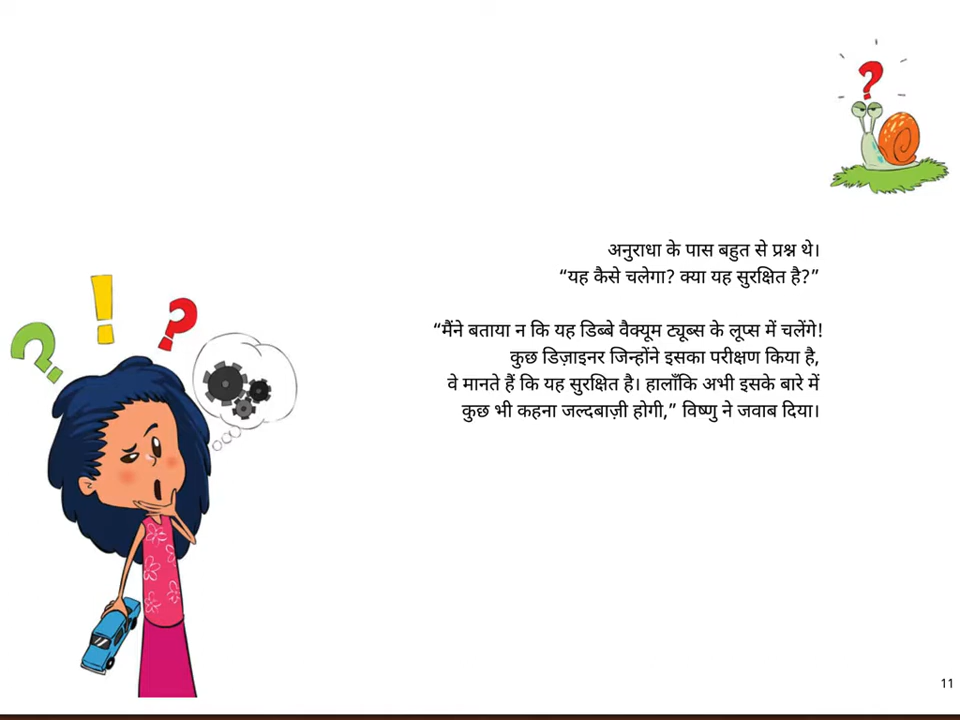 अनुराधा के पास बहुत से प्रश्न थे।
“यह कैसे चलेगा? क्या यह सुरक्षित है?”
“मैंने बताया न कि यह डिब्बे वैक्यूम ट्यूब्स के लूप्स में चलेंगे!
कुछ डिज़ाइनर जिन्होंने इसका परीक्षण किया है,
वे मानते हैं कि यह सुरक्षित है। हालाँकि अभी इसके बारे में
कुछ भी कहना जल्दबाज़ी होगी,” विष्णु ने जवाब दिया।
11